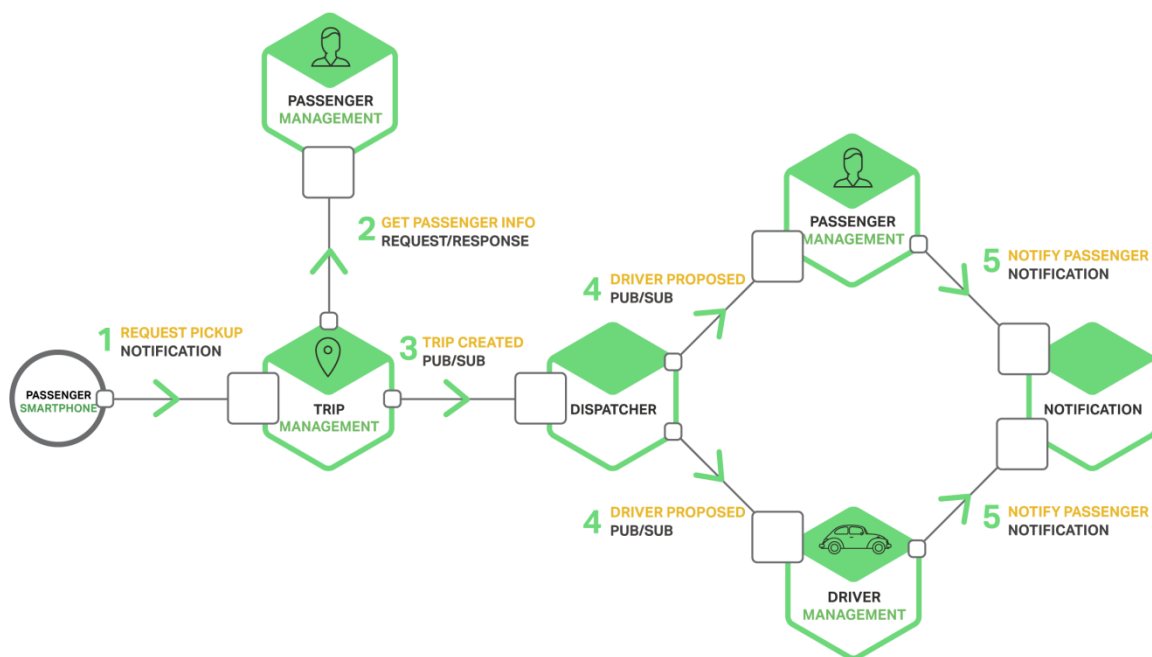 PASSENGER
MANAGEMENT
2 GET PASSENGER INFO
REQUEST/RESPONSE
1 REQUEST PICKUP
NOTIFICATION
PASSENGER
SMARTPHONE
TRIP
MANAGEMENT
3 TRIP CREATED
PUB/SUB
DISPATCHER
4 DRIVER PROPOSED
PUB/SUB
PASSENGER
MANAGEMENT
5 NOTIFY PASSENGER
NOTIFICATION
4 DRIVER PROPOSED
PUB/SUB
DRIVER
MANAGEMENT
5 NOTIFY PASSENGER
NOTIFICATION
NOTIFICATION